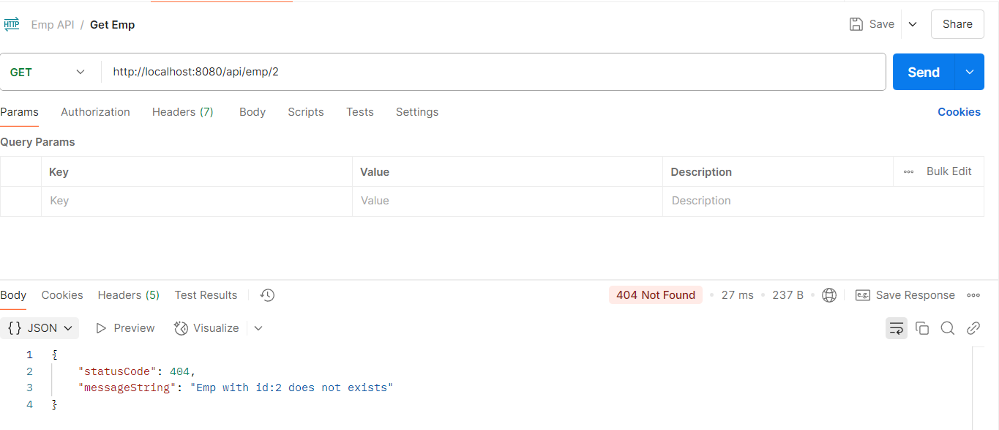 HTTP Emp API / Get Emp Save Share
GET http://localhost:8080/api/emp/2 Send
Params Authorization Headers (7) Body Scripts Tests Settings Cookies
Query Params
Key Value Description Bulk Edit
Key Value Description
Body Cookies Headers (5) Test Results 404 Not Found 27 ms 237 B e.g. Save Response
{} JSON Preview Visualize
1 {
2 "statusCode": 404,
3 "messageString": "Emp with id:2 does not exists"
4 }